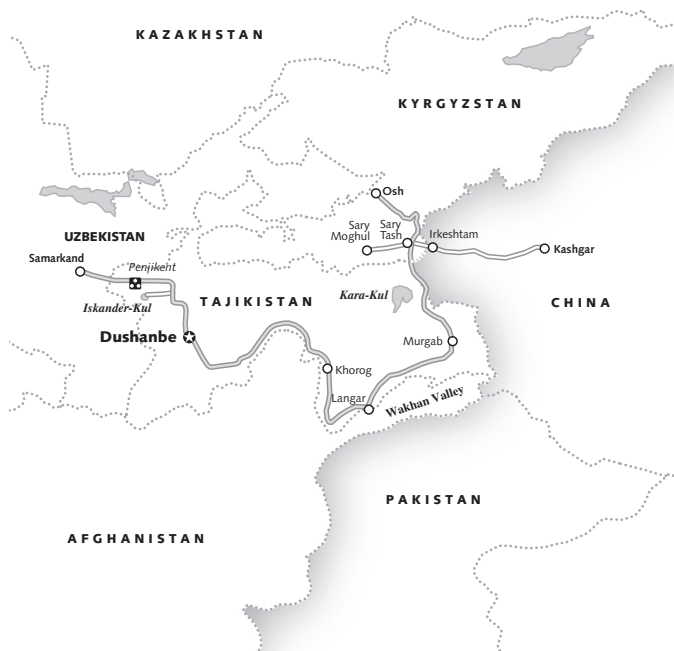 KAZAKHSTAN
KYRGYZSTAN
Osh
Sary
Moghul
Sary
Tash
Irkeshtam
Kashgar
UZBEKISTAN
Samarkand
Penjikent
Iskander-Kul
TAJIKISTAN
Kara-Kul
CHINA
Dushanbe
Murgab
Khorog
Langar
Wakhan Valley
PAKISTAN
AFGHANISTAN